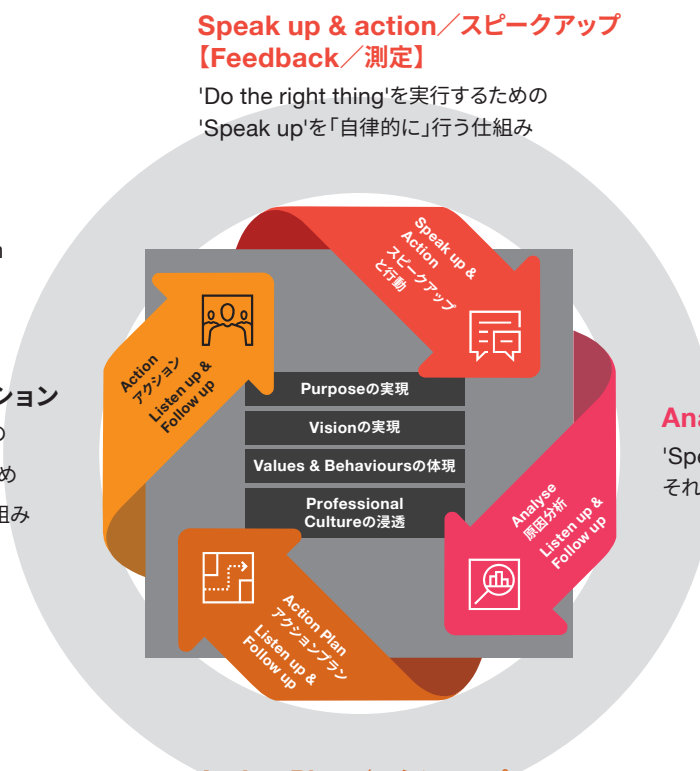 Speak up & action／スピークアップ
【Feedback／測定】
'Do the right thing'を実行するための
'Speak up'を「自律的に」行う仕組み
Speak up &
Action
スピークアップ
と行動
Action
アクション
Listen up &
Follow up
Purposeの実現
Visionの実現
Values & Behavioursの体現
Professional
Cultureの浸透
ション
の
め
組み
Ana
'Spe
それ
Analyse
原因分析
Listen up &
Follow up
Action Plan
アクションプラン
Listen up &
Follow up